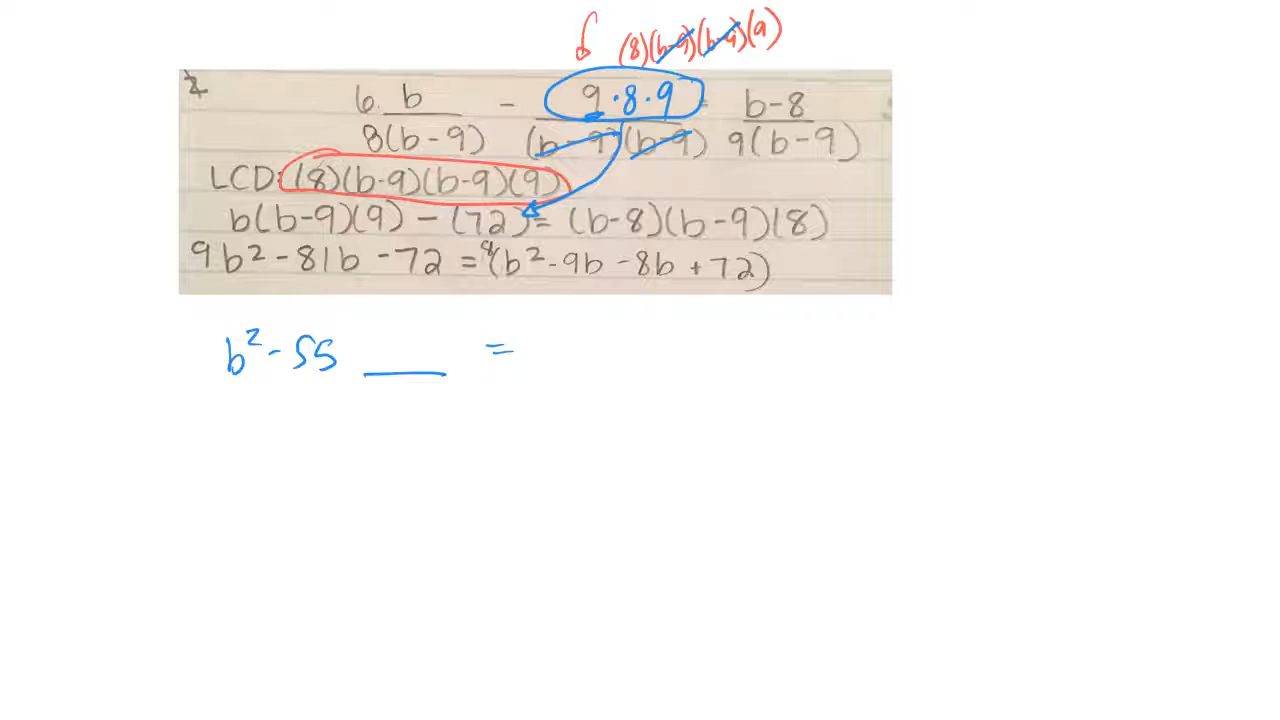 (8)(b-9)(b-9)(9)
6. b/8(b-9) - 9·8·9/(b-9)(b-9) = b-8/9(b-9)
LCD: (8)(b-9)(b-9)(9)
b(b-9)(9) - (72) = (b-8)(b-9)(8)
9b² - 81b - 72 = 8(b² - 9b - 8b + 72)
b² - 55 ___ =